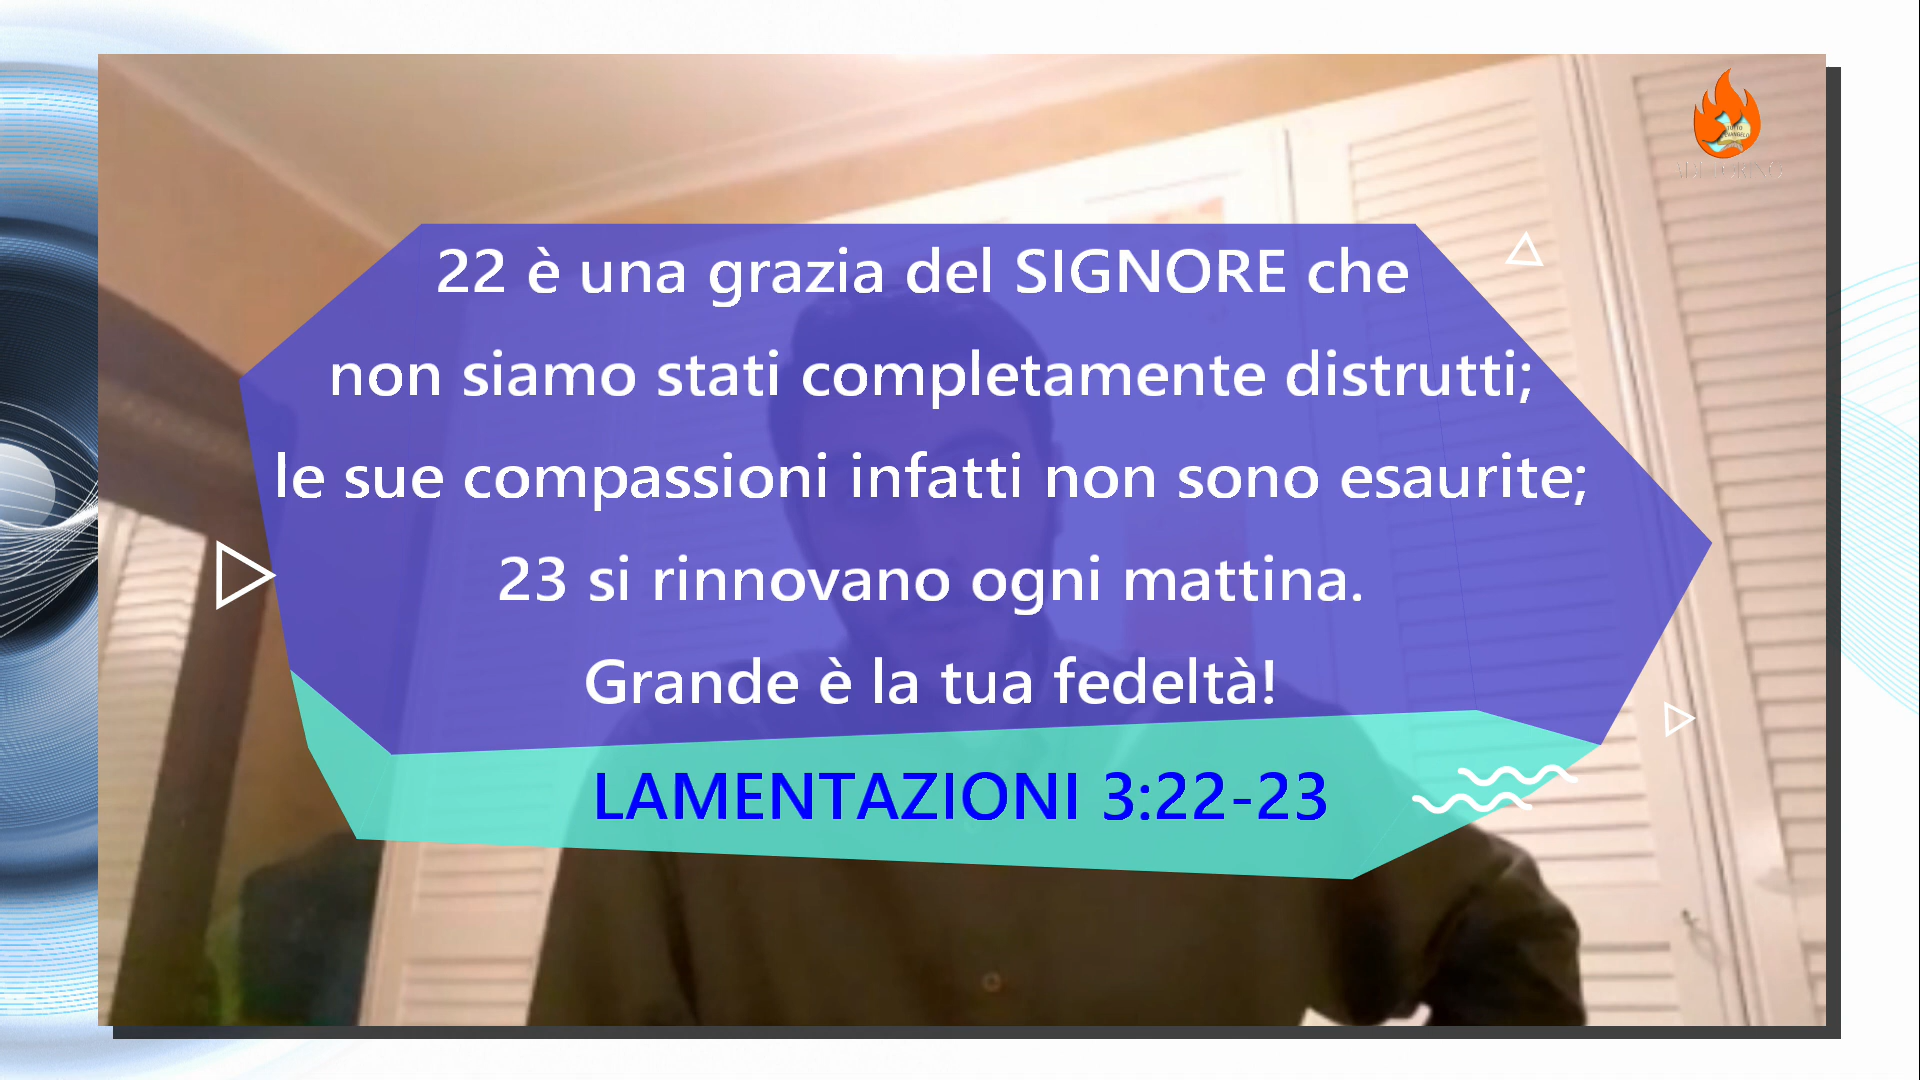 22 è una grazia del SIGNORE che
non siamo stati completamente distrutti;
le sue compassioni infatti non sono esaurite;
23 si rinnovano ogni mattina.
Grande è la tua fedeltà!
LAMENTAZIONI 3:22-23